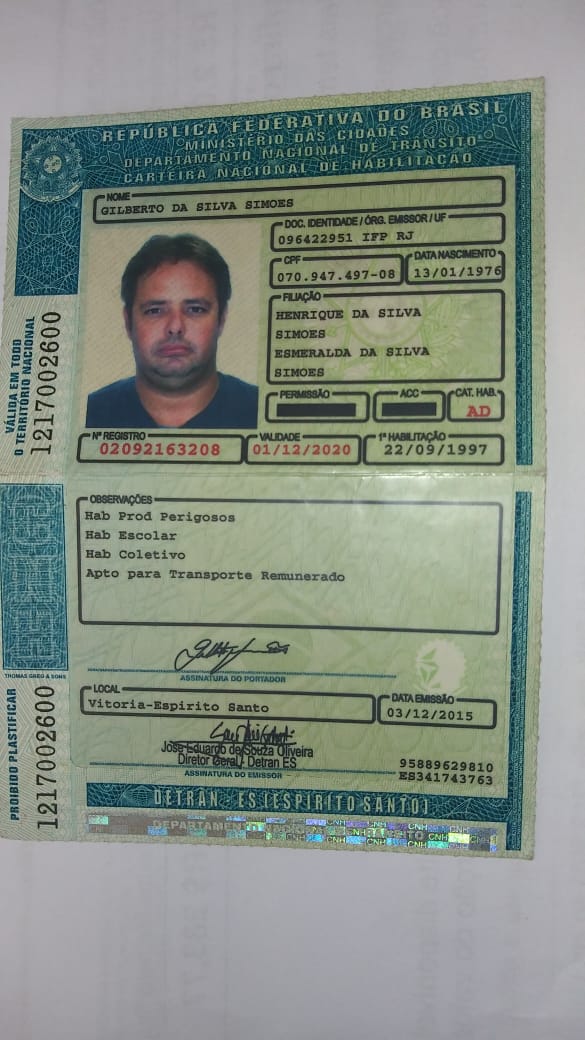 REPÚBLICA FEDERATIVA DO BRASIL
MINISTÉRIO DAS CIDADES
DEPARTAMENTO NACIONAL DE TRÂNSITO
CARTEIRA NACIONAL DE HABILITAÇÃO
NOME
GILBERTO DA SILVA SIMOES
DOC. IDENTIDADE / ÓRG. EMISSOR / UF
096422951 IFP RJ
CPF
070.947.497-08
DATA NASCIMENTO
13/01/1976
FILIAÇÃO
HENRIQUE DA SILVA
SIMOES
ESMERALDA DA SILVA
SIMOES
PERMISSÃO
ACC
CAT. HAB.
AD
Nº REGISTRO
02092163208
VALIDADE
01/12/2020
1ª HABILITAÇÃO
22/09/1997
VÁLIDA EM TODO
O TERRITÓRIO NACIONAL
1217002600
OBSERVAÇÕES
Hab Prod Perigosos
Hab Escolar
Hab Coletivo
Apto para Transporte Remunerado
THOMAS GREG & SONS
ASSINATURA DO PORTADOR
LOCAL
Vitoria-Espirito Santo
DATA EMISSÃO
03/12/2015
José Eduardo de Souza Oliveira
Diretor Geral - Detran ES
ASSINATURA DO EMISSOR
95889629810
ES341743763
PROIBIDO PLASTIFICAR
1217002600
DETRAN, ES (ESPIRITO SANTO)